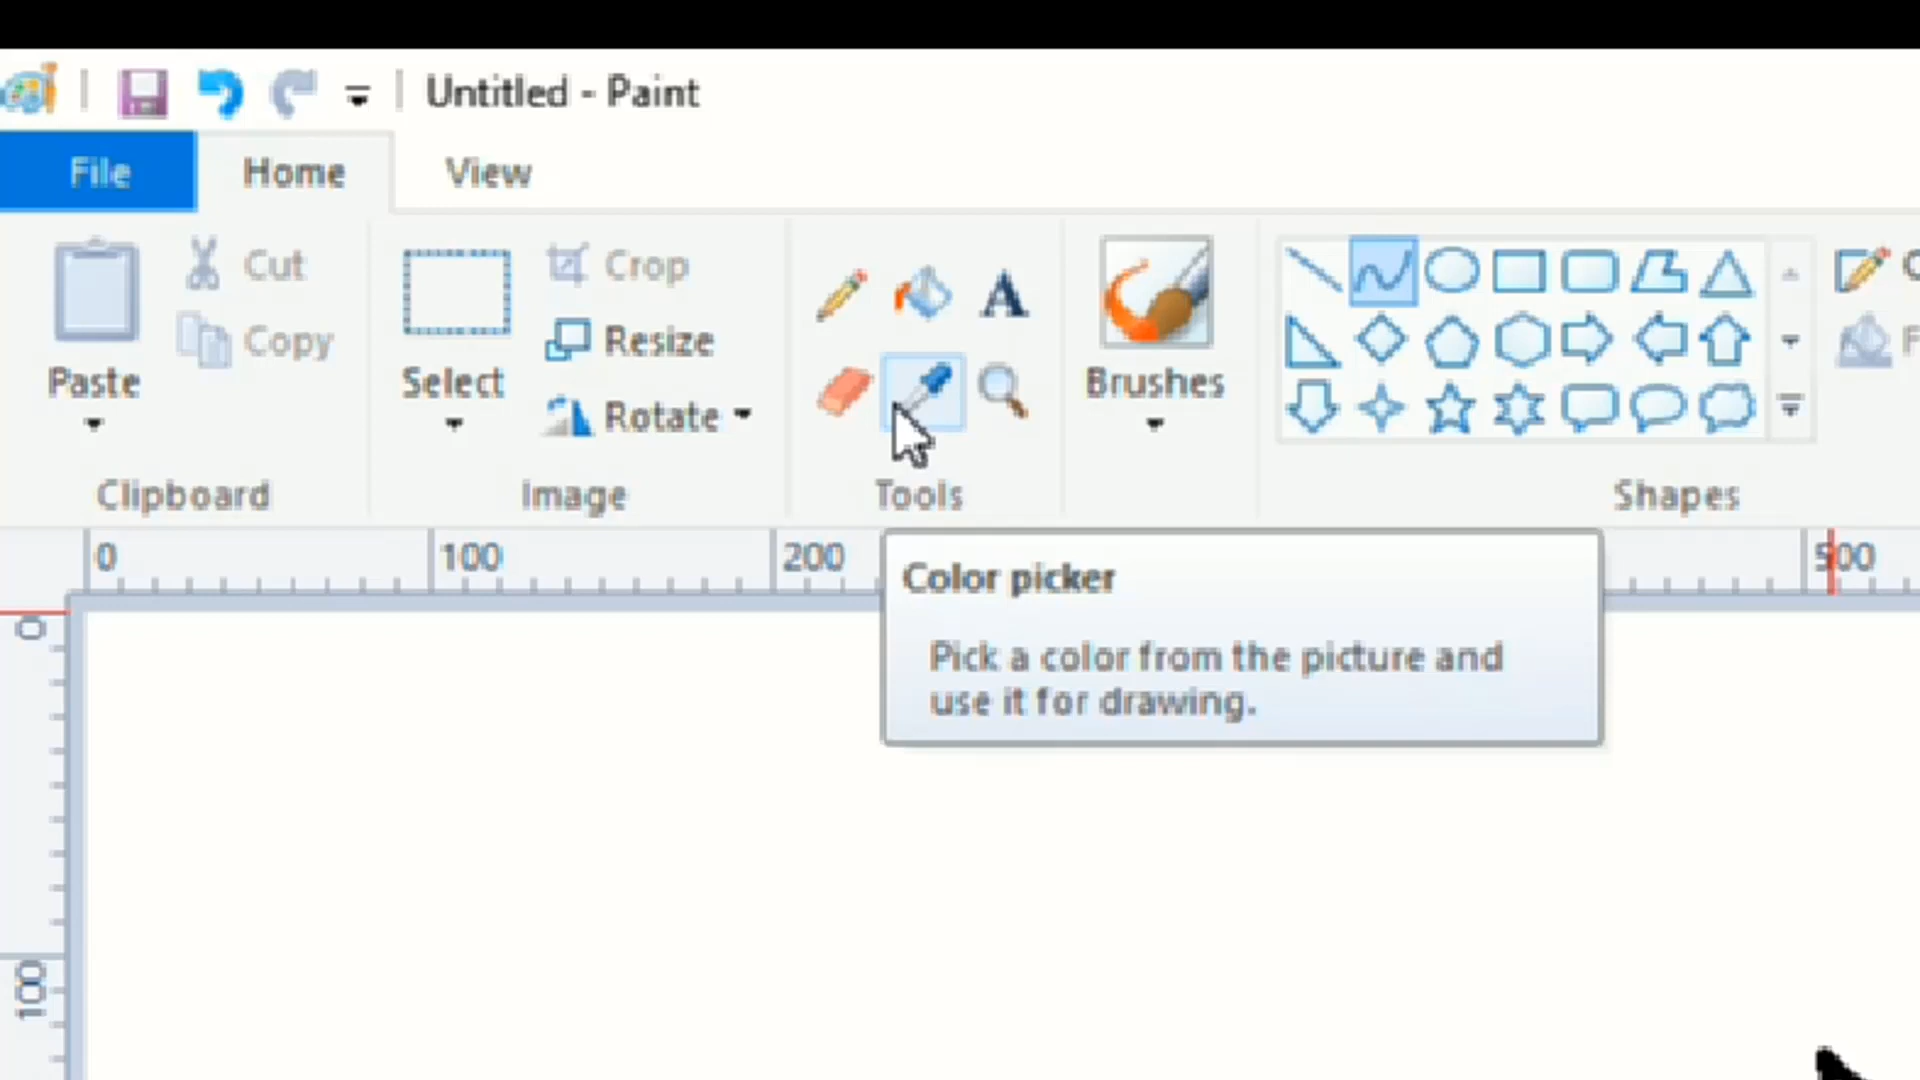 Untitled - Paint
File Home View
Cut
Copy
Paste
Clipboard
Select
Crop
Resize
Rotate
Image
A
Tools
Brushes
Shapes
0 100 200 500
0
100
Color picker
Pick a color from the picture and
use it for drawing.